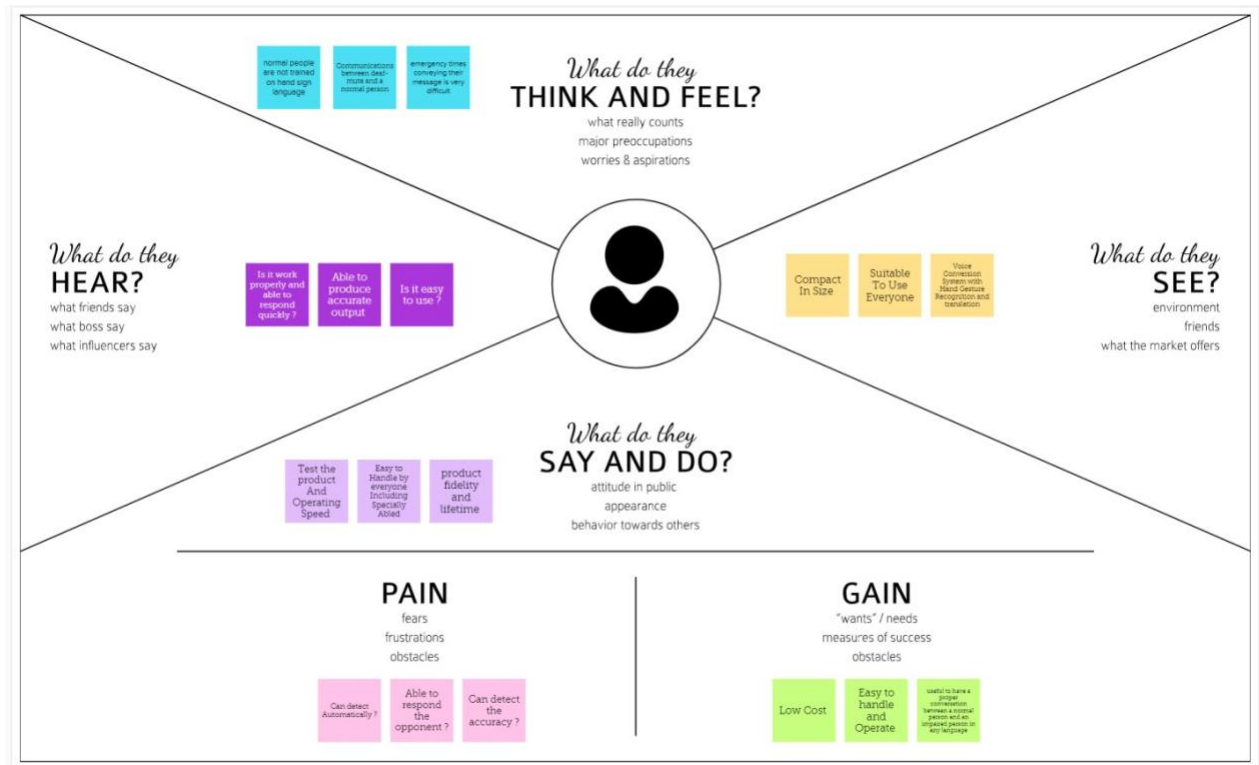 normal people
are not trained
on hand sign
language
Communications
between deaf-
mute and a
normal person
emergency times
conveying their
message is very
difficult
What do they
THINK AND FEEL?
what really counts
major preoccupations
worries & aspirations
What do they
HEAR?
what friends say
what boss say
what influencers say
Is it work
properly and
able to
respond
quickly ?
Able to
produce
accurate
output
Is it easy
to use ?
Compact
In Size
Suitable
To Use
Everyone
Voice
Conversion
System with
Hand Gesture
Recognition and
translation
What do they
SEE?
environment
friends
what the market offers
What do they
SAY AND DO?
attitude in public
appearance
behavior towards others
Test the
product
And
Operating
Speed
Easy to
Handle by
everyone
Including
Specially
Abled
product
fidelity
and
lifetime
PAIN
fears
frustrations
obstacles
Can detect
Automatically ?
Able to
respond
the
opponent ?
Can detect
the
accuracy ?
GAIN
"wants" / needs
measures of success
obstacles
Low Cost
Easy to
handle
and
Operate
useful to have a
proper
conversation
between a normal
person and an
impaired person in
any language